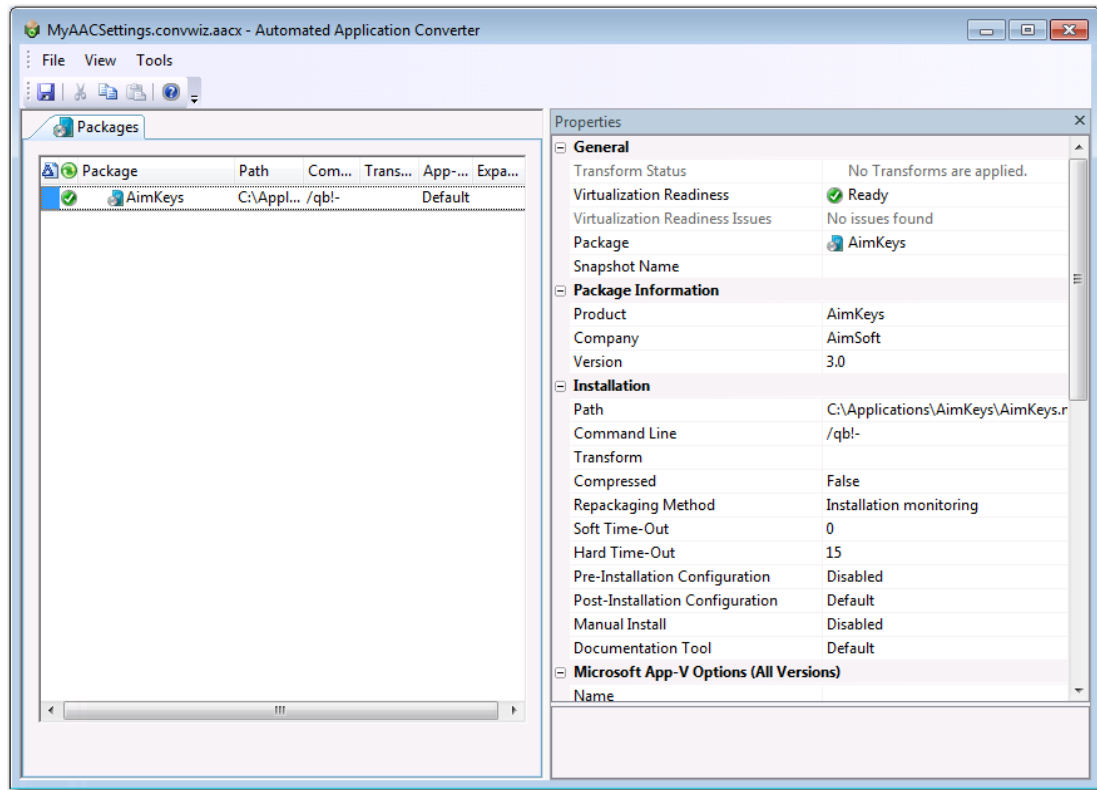 MyAACSettings.convwiz.aacx - Automated Application Converter
File View Tools
Packages
Package Path Com... Trans... App-... Expa...
AimKeys C:\Appl... /qb!- Default
Properties
General
Transform Status No Transforms are applied.
Virtualization Readiness Ready
Virtualization Readiness Issues No issues found
Package AimKeys
Snapshot Name
Package Information
Product AimKeys
Company AimSoft
Version 3.0
Installation
Path C:\Applications\AimKeys\AimKeys.r
Command Line /qb!-
Transform
Compressed False
Repackaging Method Installation monitoring
Soft Time-Out 0
Hard Time-Out 15
Pre-Installation Configuration Disabled
Post-Installation Configuration Default
Manual Install Disabled
Documentation Tool Default
Microsoft App-V Options (All Versions)
Name